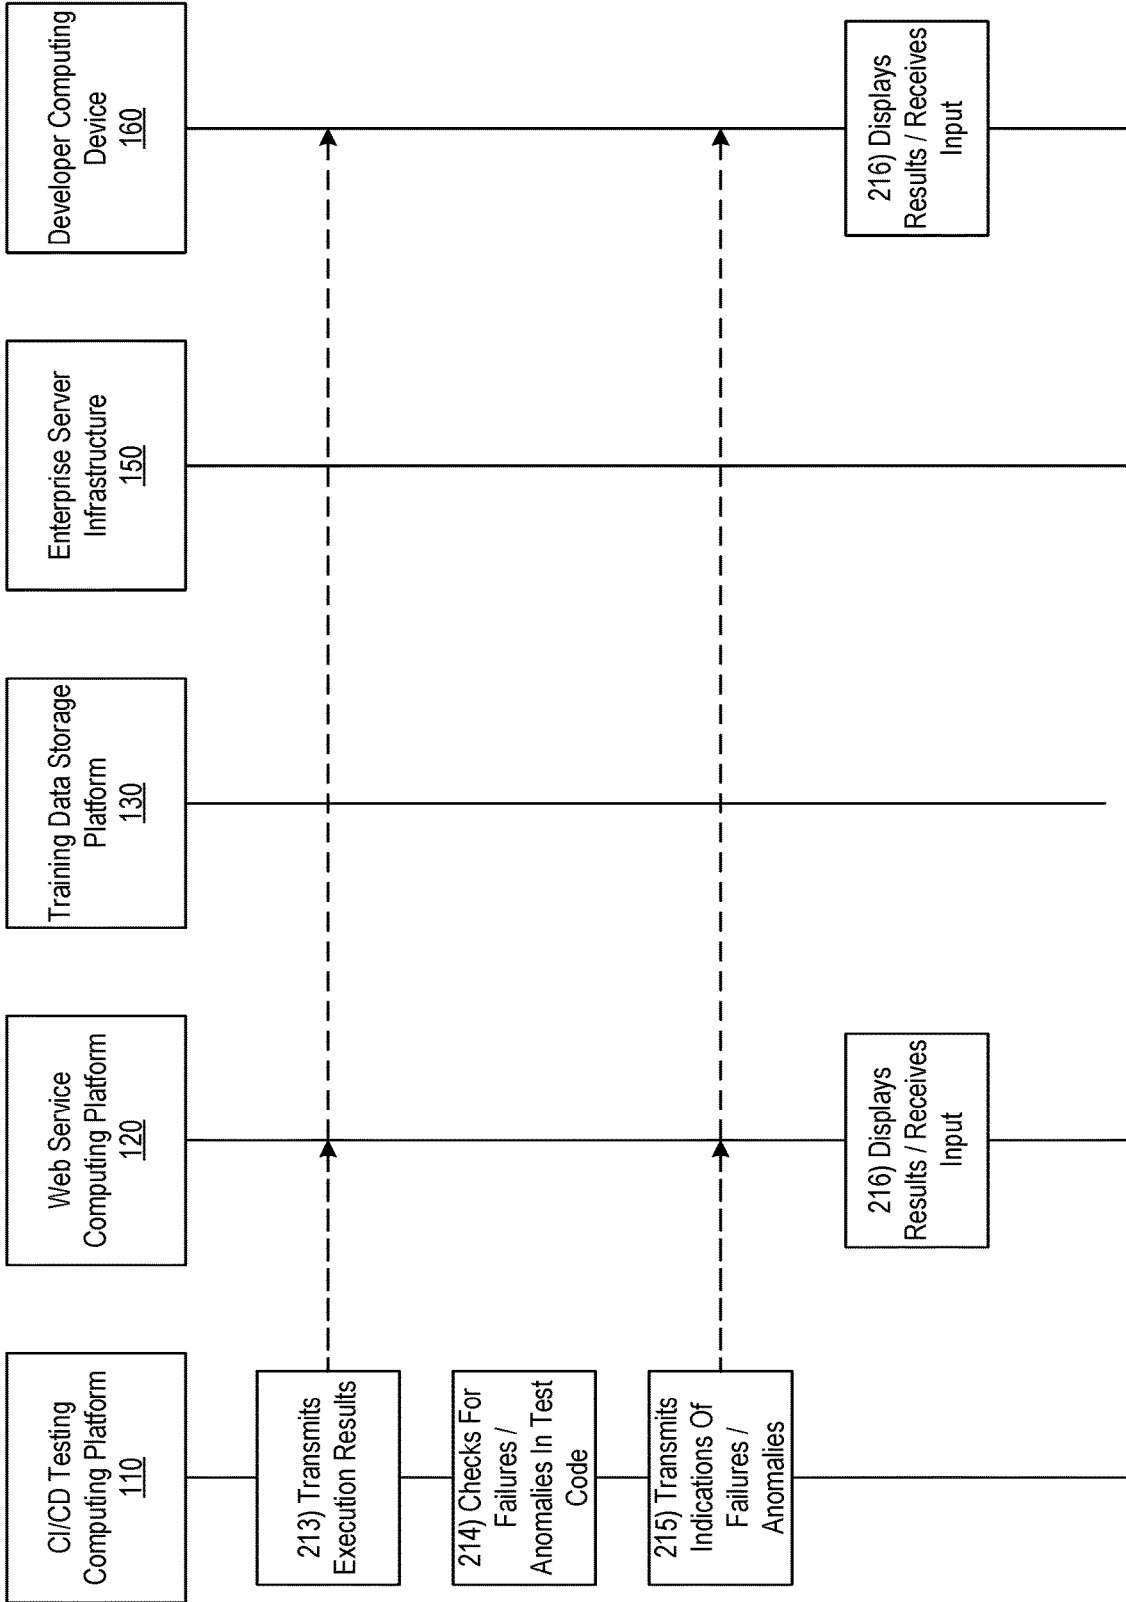 CI/CD Testing
Computing Platform
110
Web Service
Computing Platform
120
Training Data Storage
Platform
130
Enterprise Server
Infrastructure
150
Developer Computing
Device
160
213) Transmits
Execution Results
214) Checks For
Failures /
Anomalies In Test
Code
215) Transmits
Indications Of
Failures /
Anomalies
216) Displays
Results / Receives
Input
216) Displays
Results / Receives
Input